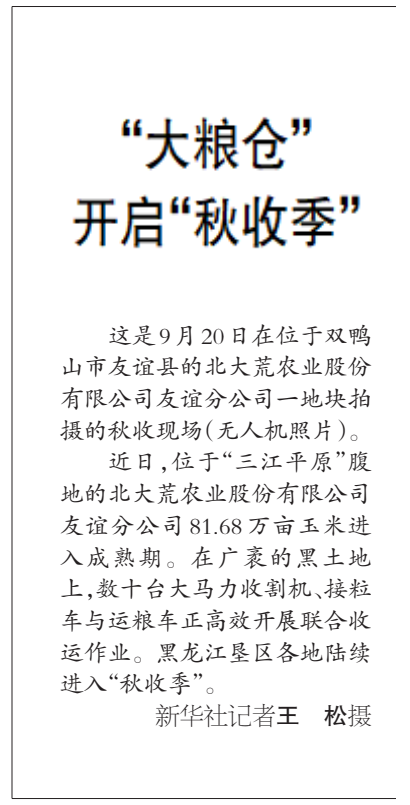 “大粮仓”
开启“秋收季”
这是9月20日在位于双鸭
山市友谊县的北大荒农业股份
有限公司友谊分公司一地块拍
摄的秋收现场(无人机照片)。
近日,位于“三江平原”腹
地的北大荒农业股份有限公司
友谊分公司81.68万亩玉米进
入成熟期。在广袤的黑土地
上,数十台大马力收割机、接粒
车与运粮车正高效开展联合收
运作业。黑龙江垦区各地陆续
进入“秋收季”。
新华社记者王　松摄